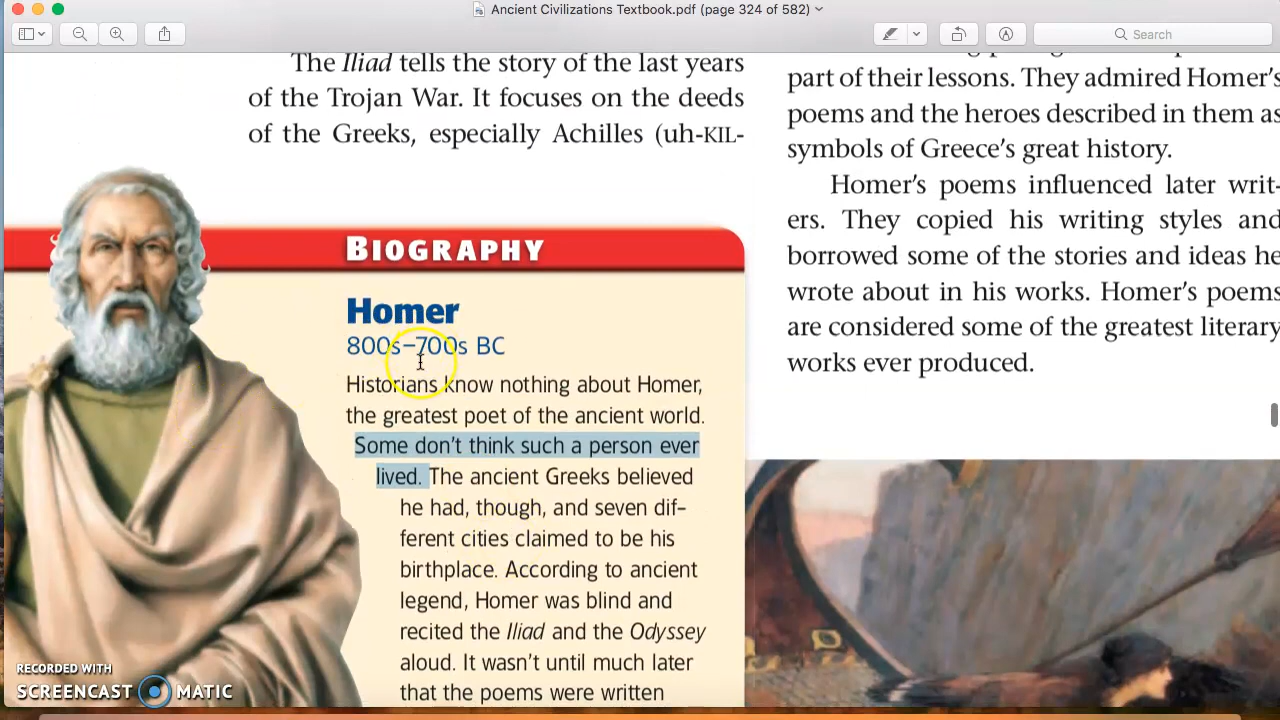 Ancient Civilizations Textbook.pdf (page 324 of 582)
Search
The Iliad tells the story of the last years
of the Trojan War. It focuses on the deeds
of the Greeks, especially Achilles (uh-KIL-
BIOGRAPHY
Homer
800s–700s BC
Historians know nothing about Homer,
the greatest poet of the ancient world.
Some don't think such a person ever
lived. The ancient Greeks believed
he had, though, and seven dif-
ferent cities claimed to be his
birthplace. According to ancient
legend, Homer was blind and
recited the Iliad and the Odyssey
aloud. It wasn't until much later
that the poems were written
part of their lessons. They admired Homer's
poems and the heroes described in them as
symbols of Greece's great history.
Homer's poems influenced later writ-
ers. They copied his writing styles and
borrowed some of the stories and ideas he
wrote about in his works. Homer's poems
are considered some of the greatest literary
works ever produced.
RECORDED WITH
SCREENCAST MATIC